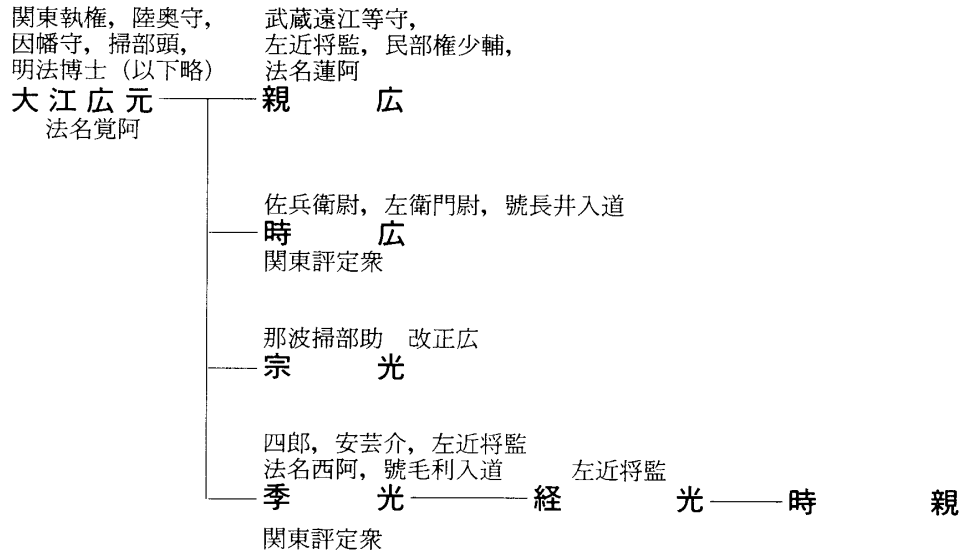 関東執権，陸奥守，
因幡守，掃部頭，
明法博士（以下略）
大江広元
法名覚阿
武蔵遠江等守，
左近将監，民部権少輔，
法名蓮阿
親広
佐兵衛尉，左衛門尉，號長井入道
時広
関東評定衆
那波掃部助　改正広
宗光
四郎，安芸介，左近将監
法名西阿，號毛利入道
季光
関東評定衆
左近将監
経光
時親